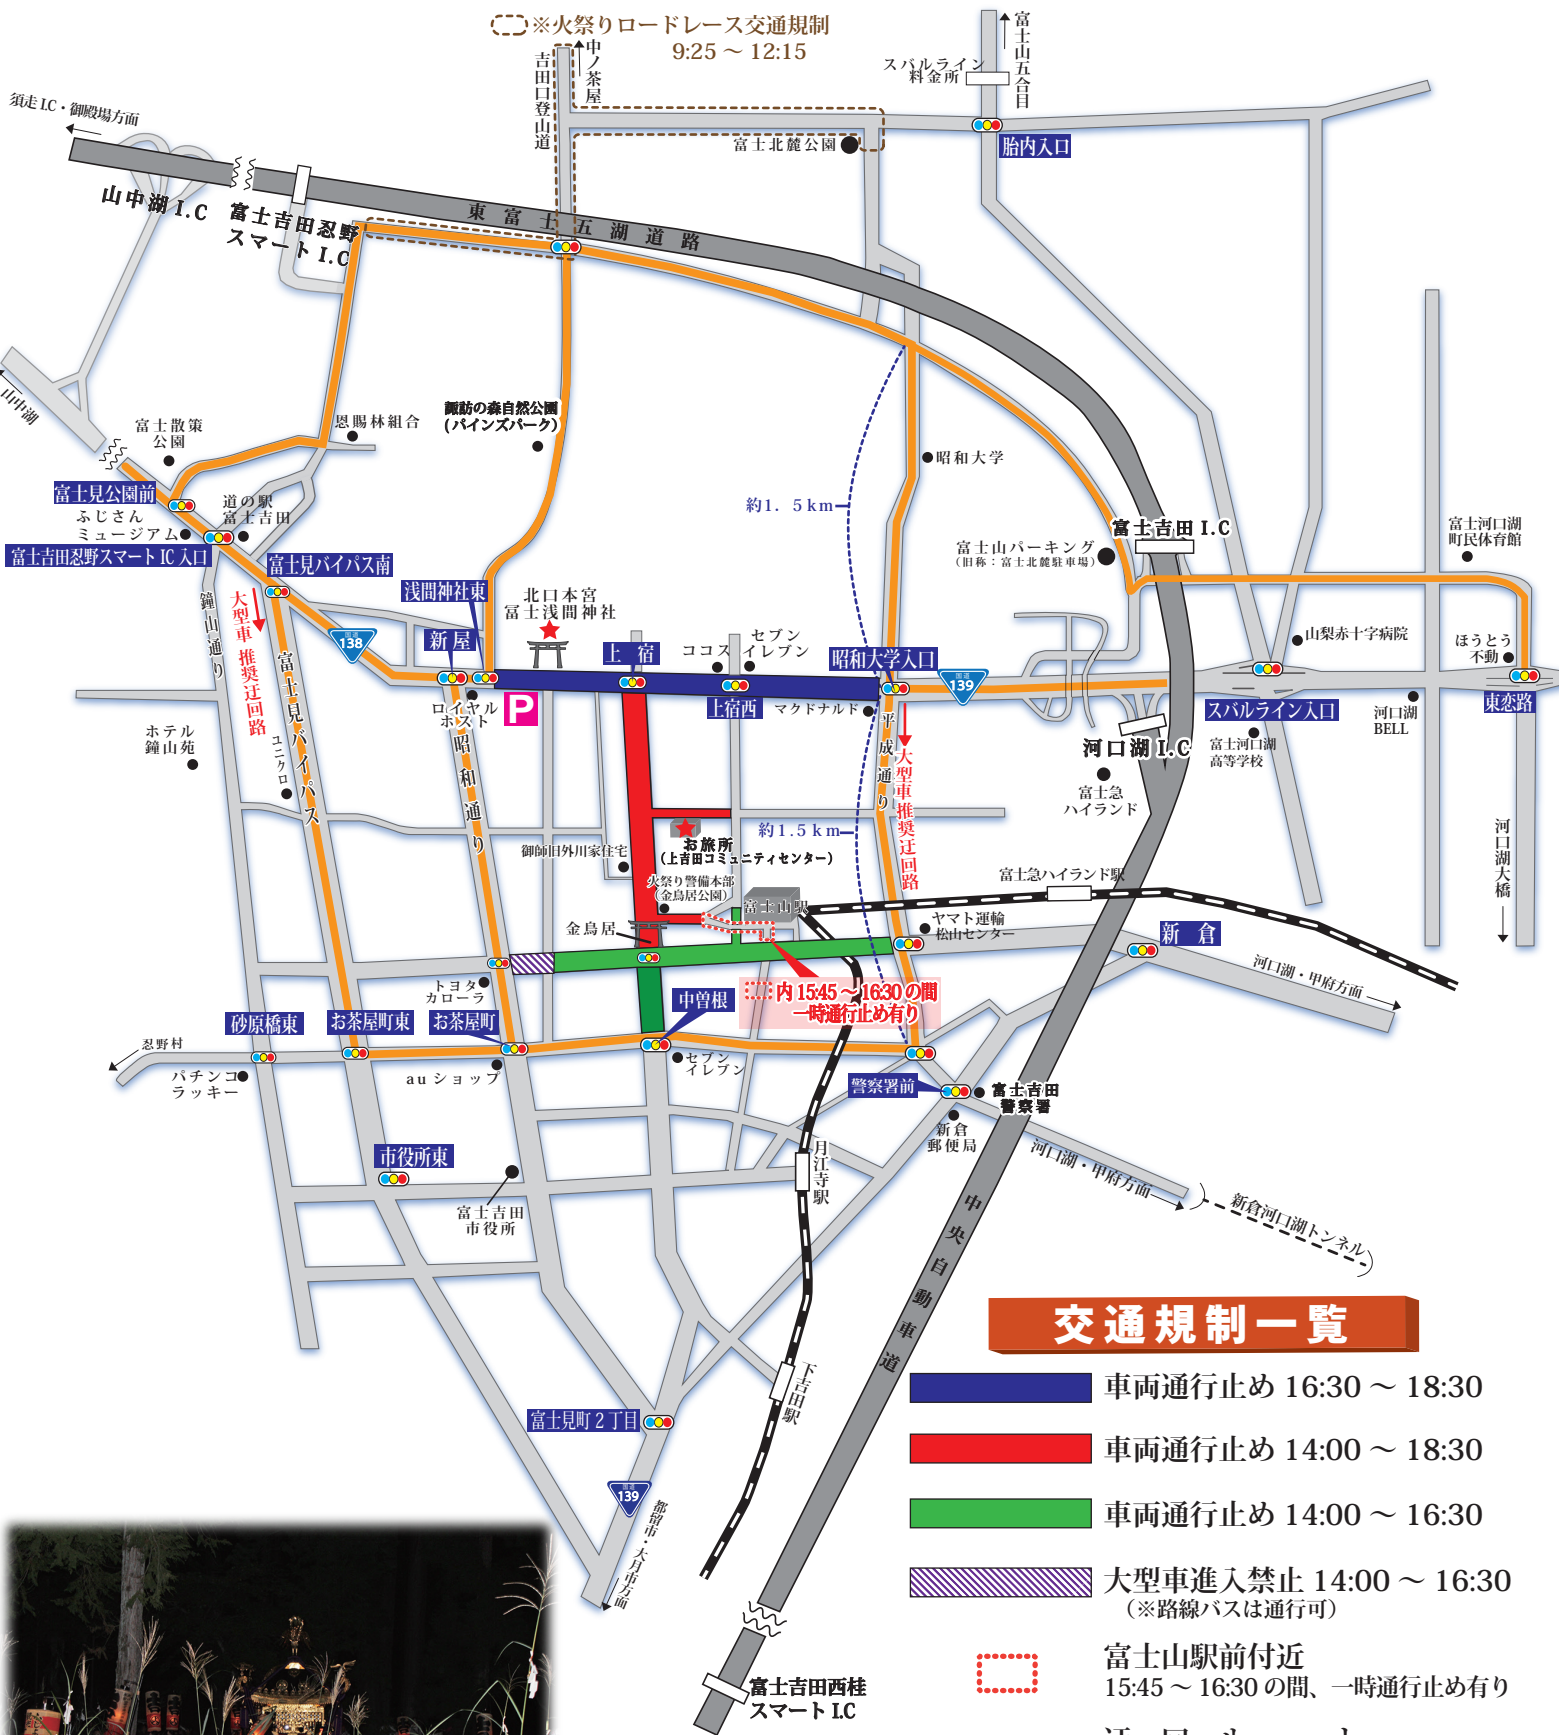 ※火祭りロードレース交通規制
9:25 ～ 12:15
中ノ茶屋
吉田口登山道
富士山五合目
スバルライン
料金所
須走 I.C・御殿場方面
胎内入口
富士北麓公園
山中湖 I.C
富士吉田忍野
スマート I.C
東富士五湖道路
山中湖
富士散策
公園
恩賜林組合
諏訪の森自然公園
(パインズパーク)
昭和大学
約1．5km
富士見公園前
ふじさん
ミュージアム
道の駅
富士吉田
富士吉田忍野スマート IC 入口
富士見バイパス南
富士吉田 I.C
富士山パーキング
(旧称：富士北麓駐車場)
富士河口湖
町民体育館
鐘山通り
大型車 推奨迂回路
富士見バイパス
国道
138
浅間神社東
新屋
北口本宮
冨士浅間神社
上　宿
セブン
イレブン
ココス
昭和大学入口
国道
139
山梨赤十字病院
ほうとう
不動
ロイヤル
ホスト
P
上宿西
マクドナルド
スバルライン入口
東恋路
河口湖
BELL
ホテル
鐘山苑
ユニクロ
昭和通り
平成通り
大型車 推奨迂回路
河口湖 I.C
富士河口湖
高等学校
富士急
ハイランド
お旅所
(上吉田コミュニティセンター)
約1.5km
御師旧外川家住宅
火祭り警備本部
(金鳥居公園)
富士山駅
富士急ハイランド駅
河口湖大橋
金鳥居
ヤマト運輸
松山センター
新　倉
河口湖・甲府方面
トヨタ
カローラ
内 15:45 ～ 16:30 の間
一時通行止め有り
砂原橋東
お茶屋町東
お茶屋町
中曽根
忍野村
パチンコ
ラッキー
au ショップ
セブン
イレブン
警察署前
富士吉田
警察署
新倉
郵便局
河口湖・甲府方面
新倉河口湖トンネル
市役所東
富士吉田
市役所
月江寺駅
中央自動車道
下吉田駅
富士見町 2 丁目
国道
139
都留市・大月市方面
富士吉田西桂
スマート I.C
交通規制一覧
車両通行止め 16:30 ～ 18:30
車両通行止め 14:00 ～ 18:30
車両通行止め 14:00 ～ 16:30
大型車進入禁止 14:00 ～ 16:30
（※路線バスは通行可）
富士山駅前付近
15:45 ～ 16:30 の間、一時通行止め有り